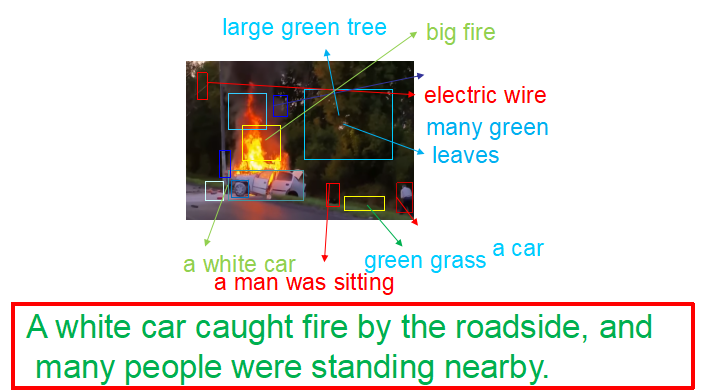 large green tree
big fire
electric wire
many green
leaves
a white car
green grass
a car
a man was sitting
A white car caught fire by the roadside, and
many people were standing nearby.